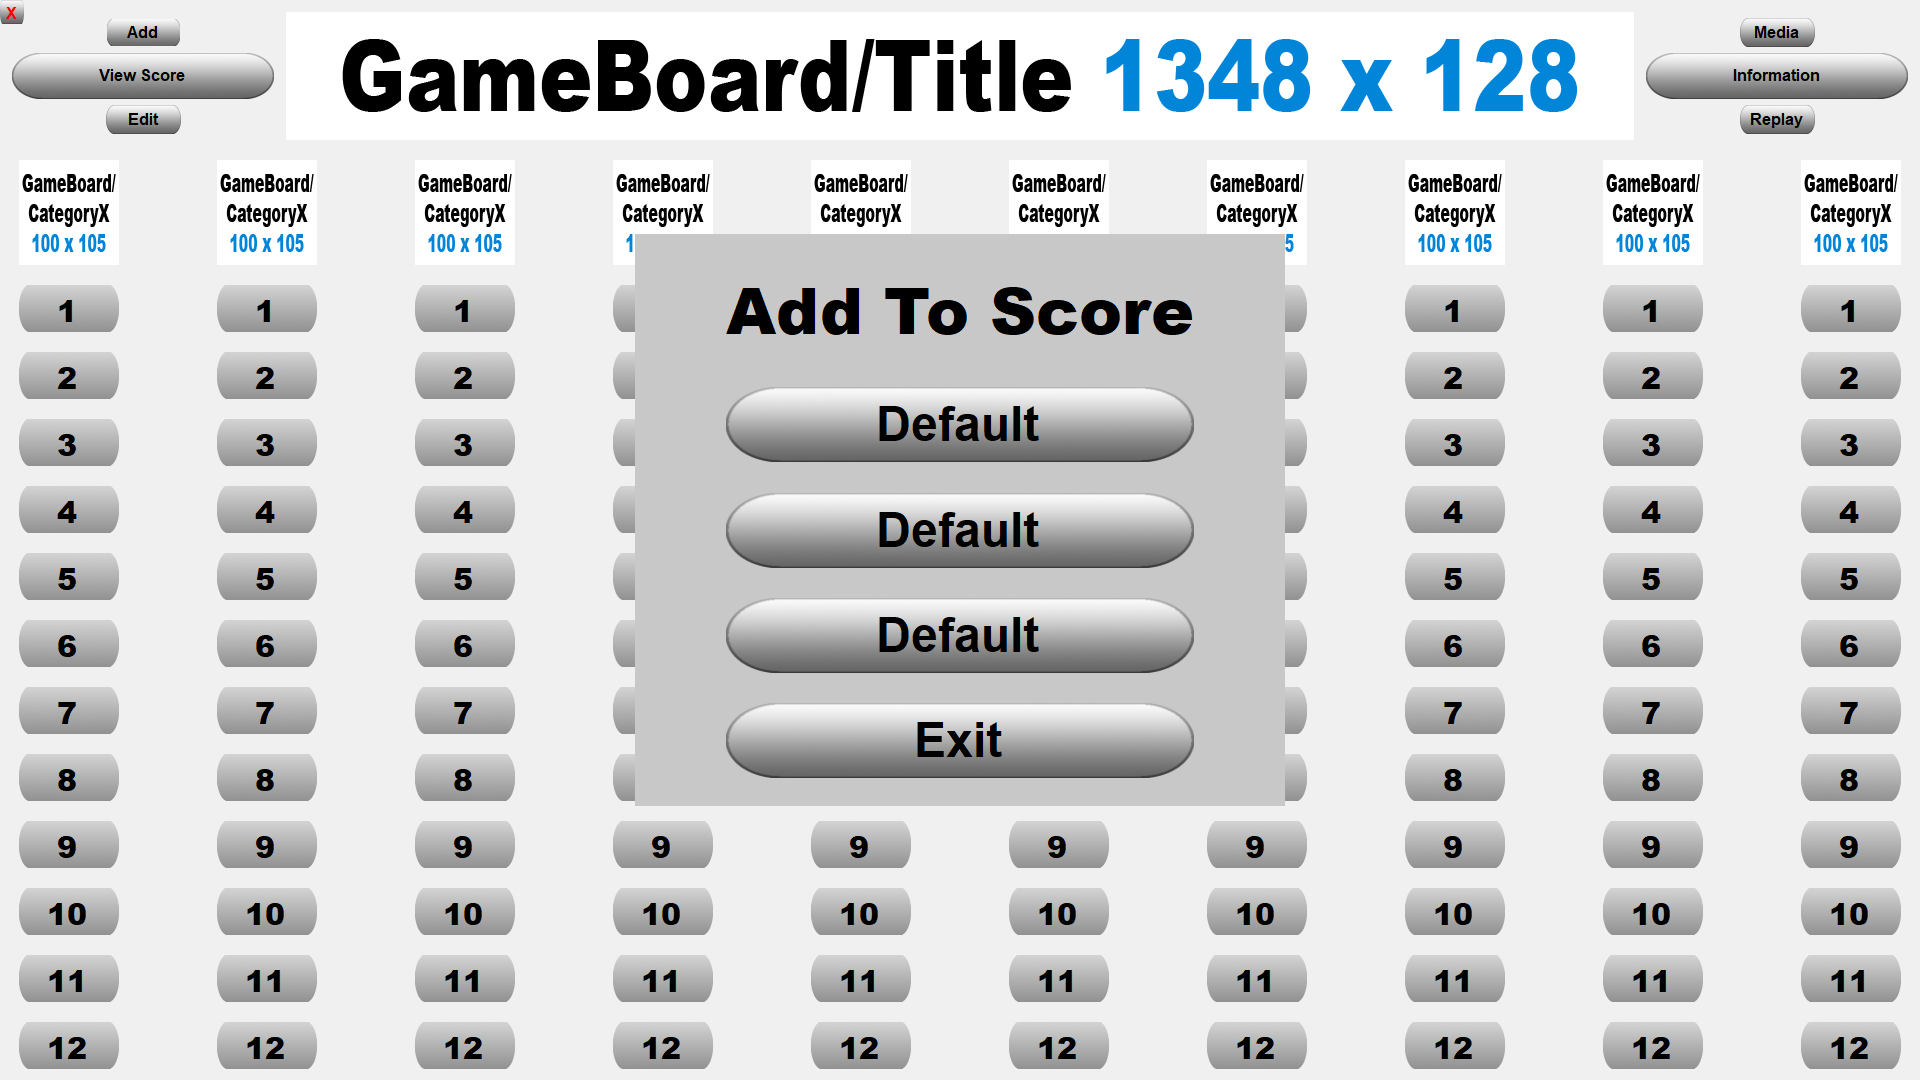 X
Add
View Score
Edit
GameBoard/Title 1348 x 128
Media
Information
Replay
GameBoard/ GameBoard/ GameBoard/ GameBoard/ GameBoard/ GameBoard/ GameBoard/ GameBoard/ GameBoard/ GameBoard/
CategoryX CategoryX CategoryX CategoryX CategoryX CategoryX CategoryX CategoryX CategoryX CategoryX
100 x 105 100 x 105 100 x 105 1 5 100 x 105 100 x 105 100 x 105
Add To Score
Default
Default
Default
Exit
1 1 1 1 1 1
2 2 2 2 2 2
3 3 3 3 3 3
4 4 4 4 4 4
5 5 5 5 5 5
6 6 6 6 6 6
7 7 7 7 7 7
8 8 8 8 8 8
9 9 9 9 9 9 9 9 9 9
10 10 10 10 10 10 10 10 10 10
11 11 11 11 11 11 11 11 11 11
12 12 12 12 12 12 12 12 12 12